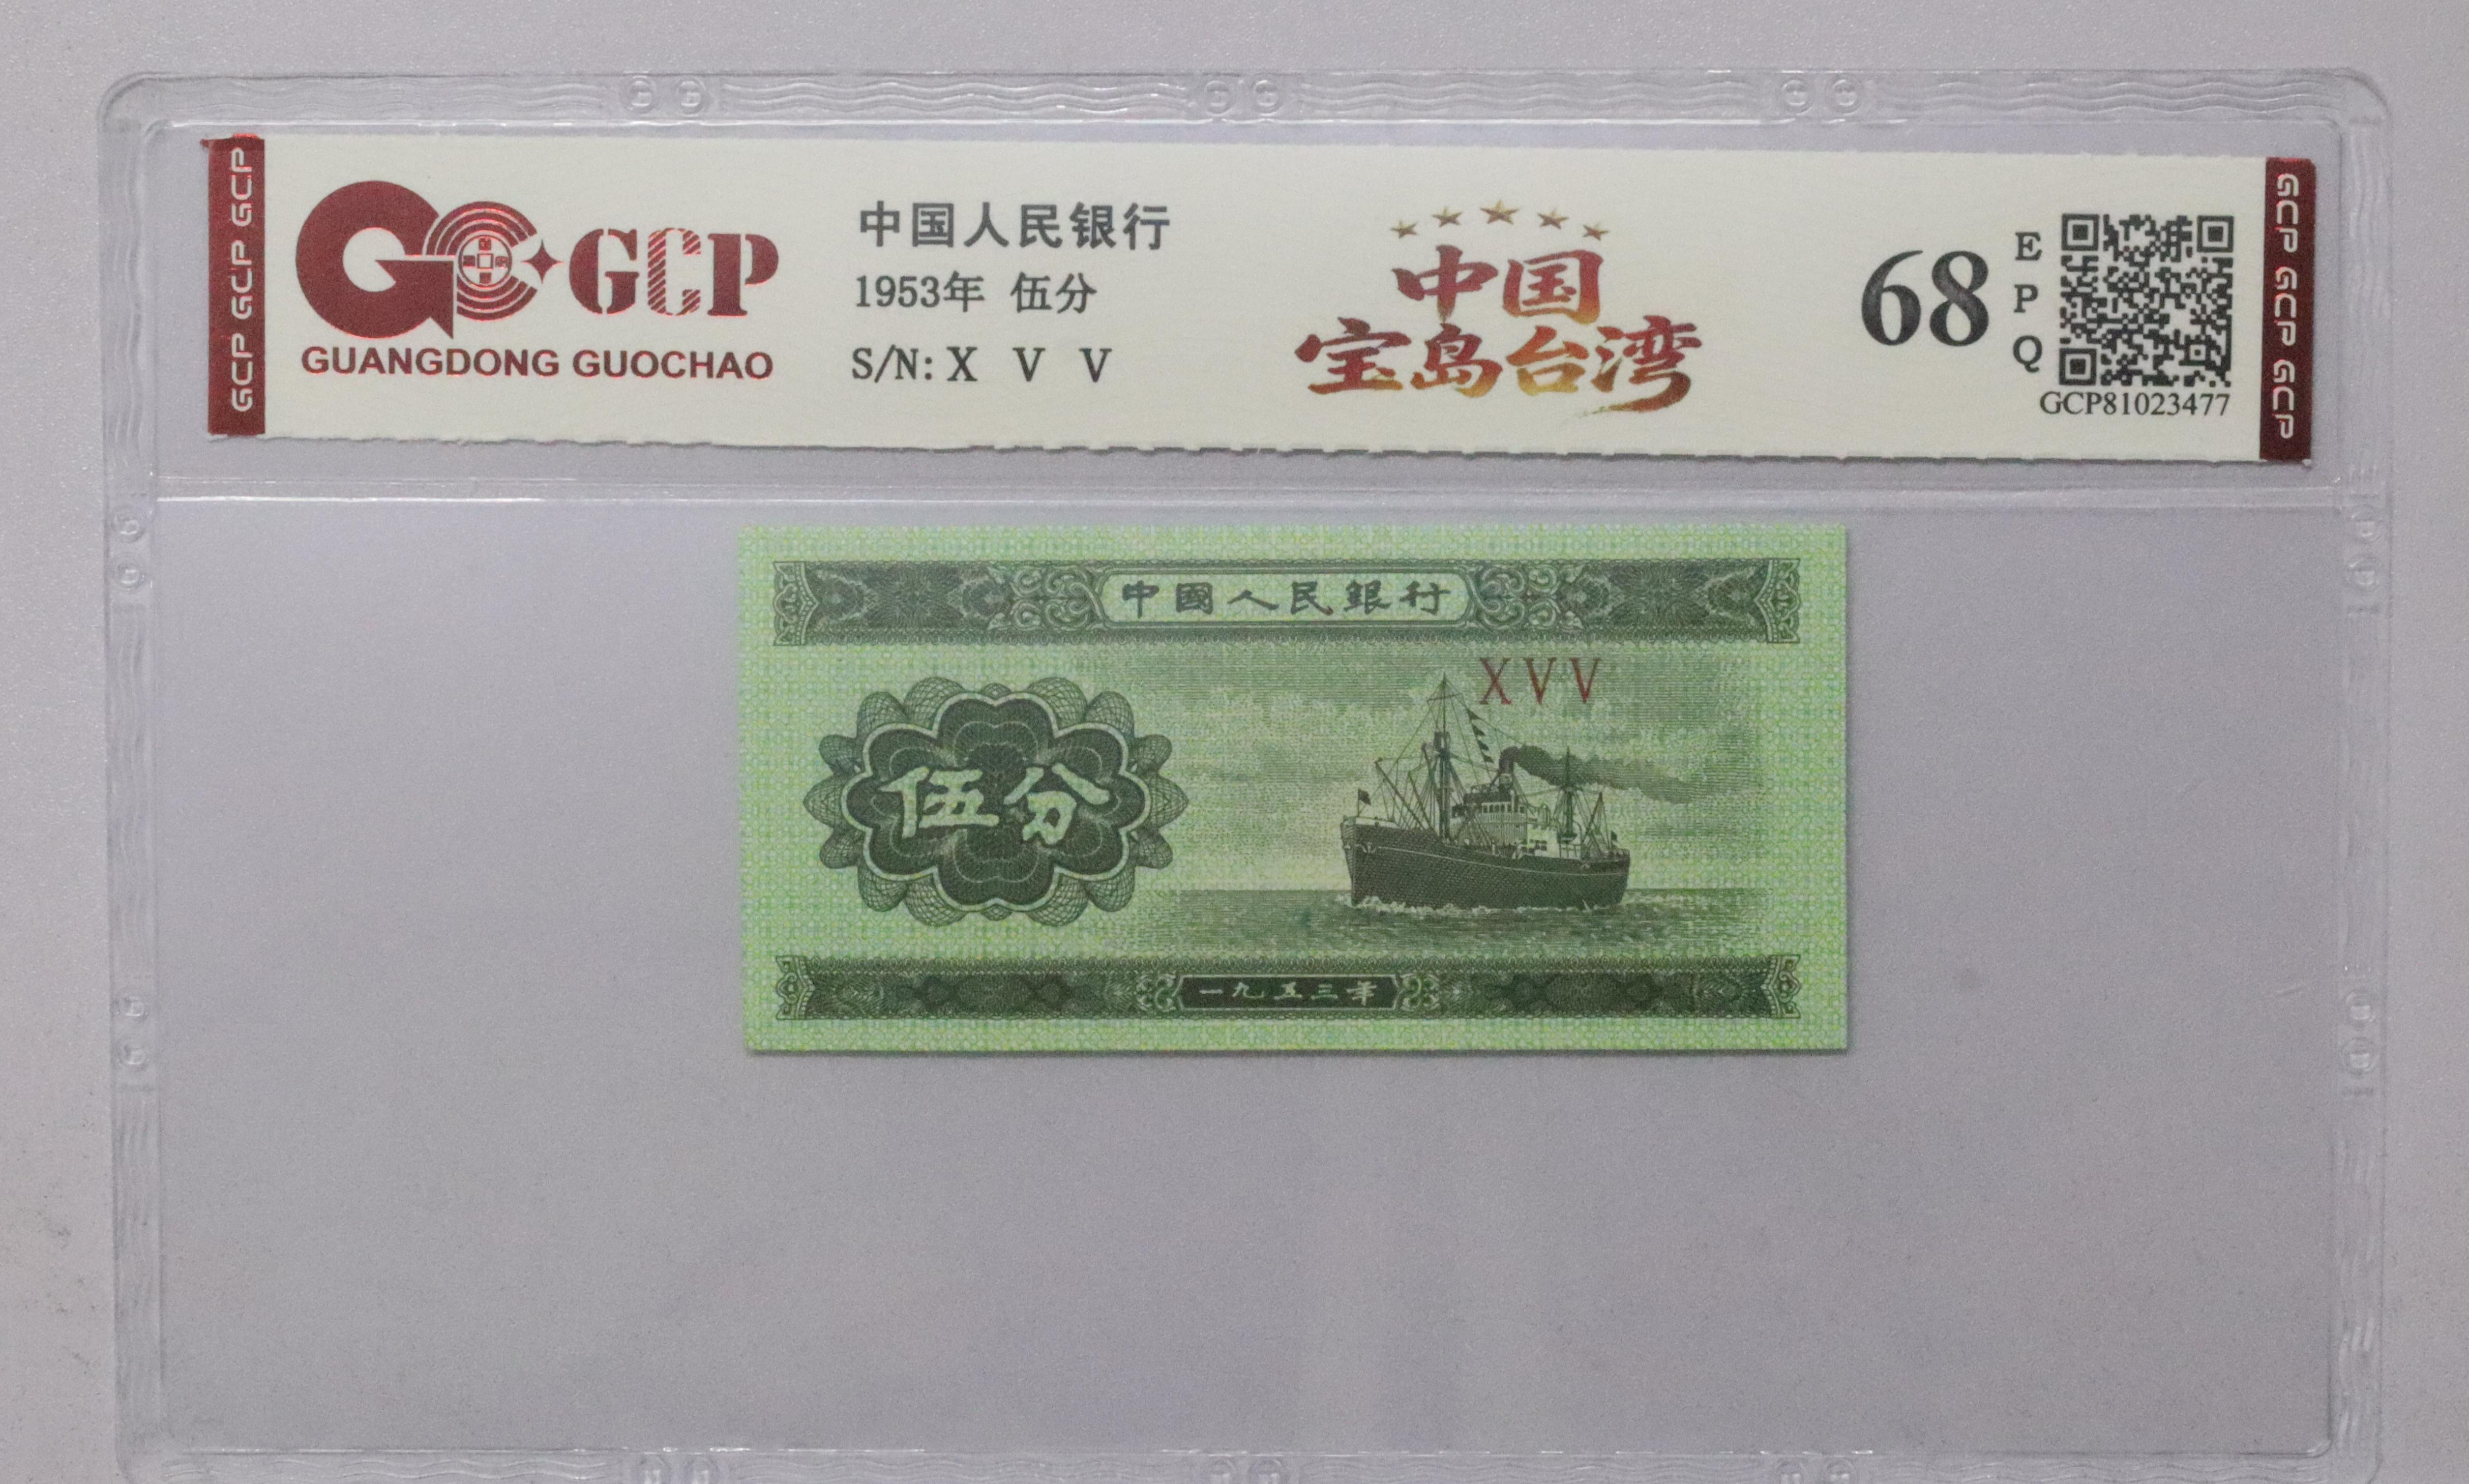 GCP GCP GCP
GCP
GUANGDONG GUOCHAO
中国人民银行
1953年 伍分
S/N: X V V
中国
宝岛台湾
68
E
P
Q
GCP81023477
GCP GCP GCP
中國人民銀行
XVV
伍分
一九五三年